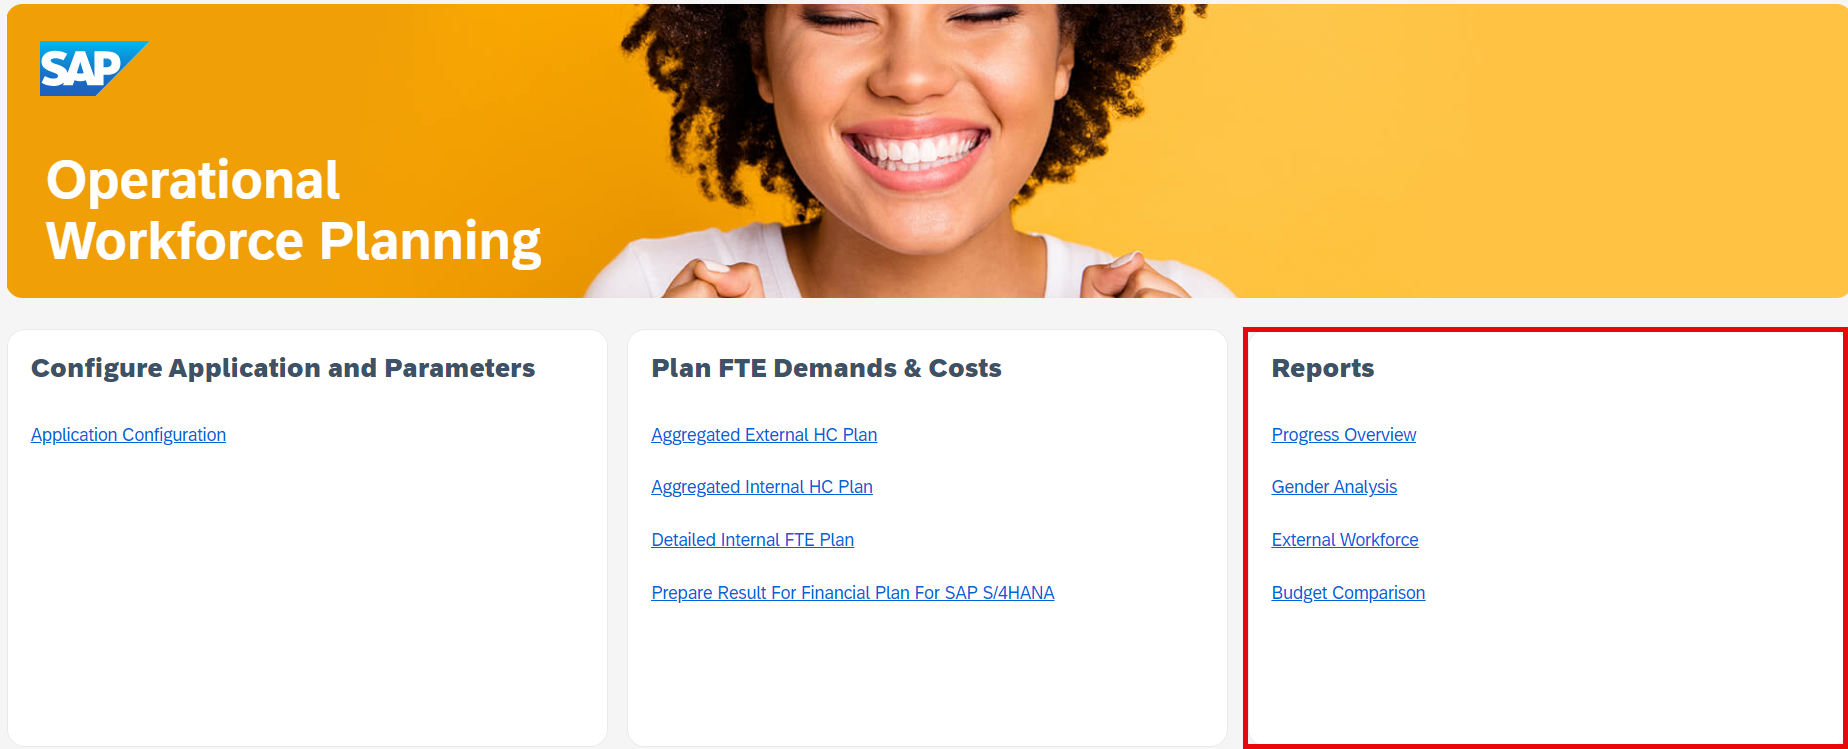 SAP
Operational
Workforce Planning
Configure Application and Parameters
Application Configuration
Plan FTE Demands & Costs
Aggregated External HC Plan
Aggregated Internal HC Plan
Detailed Internal FTE Plan
Prepare Result For Financial Plan For SAP S/4HANA
Reports
Progress Overview
Gender Analysis
External Workforce
Budget Comparison